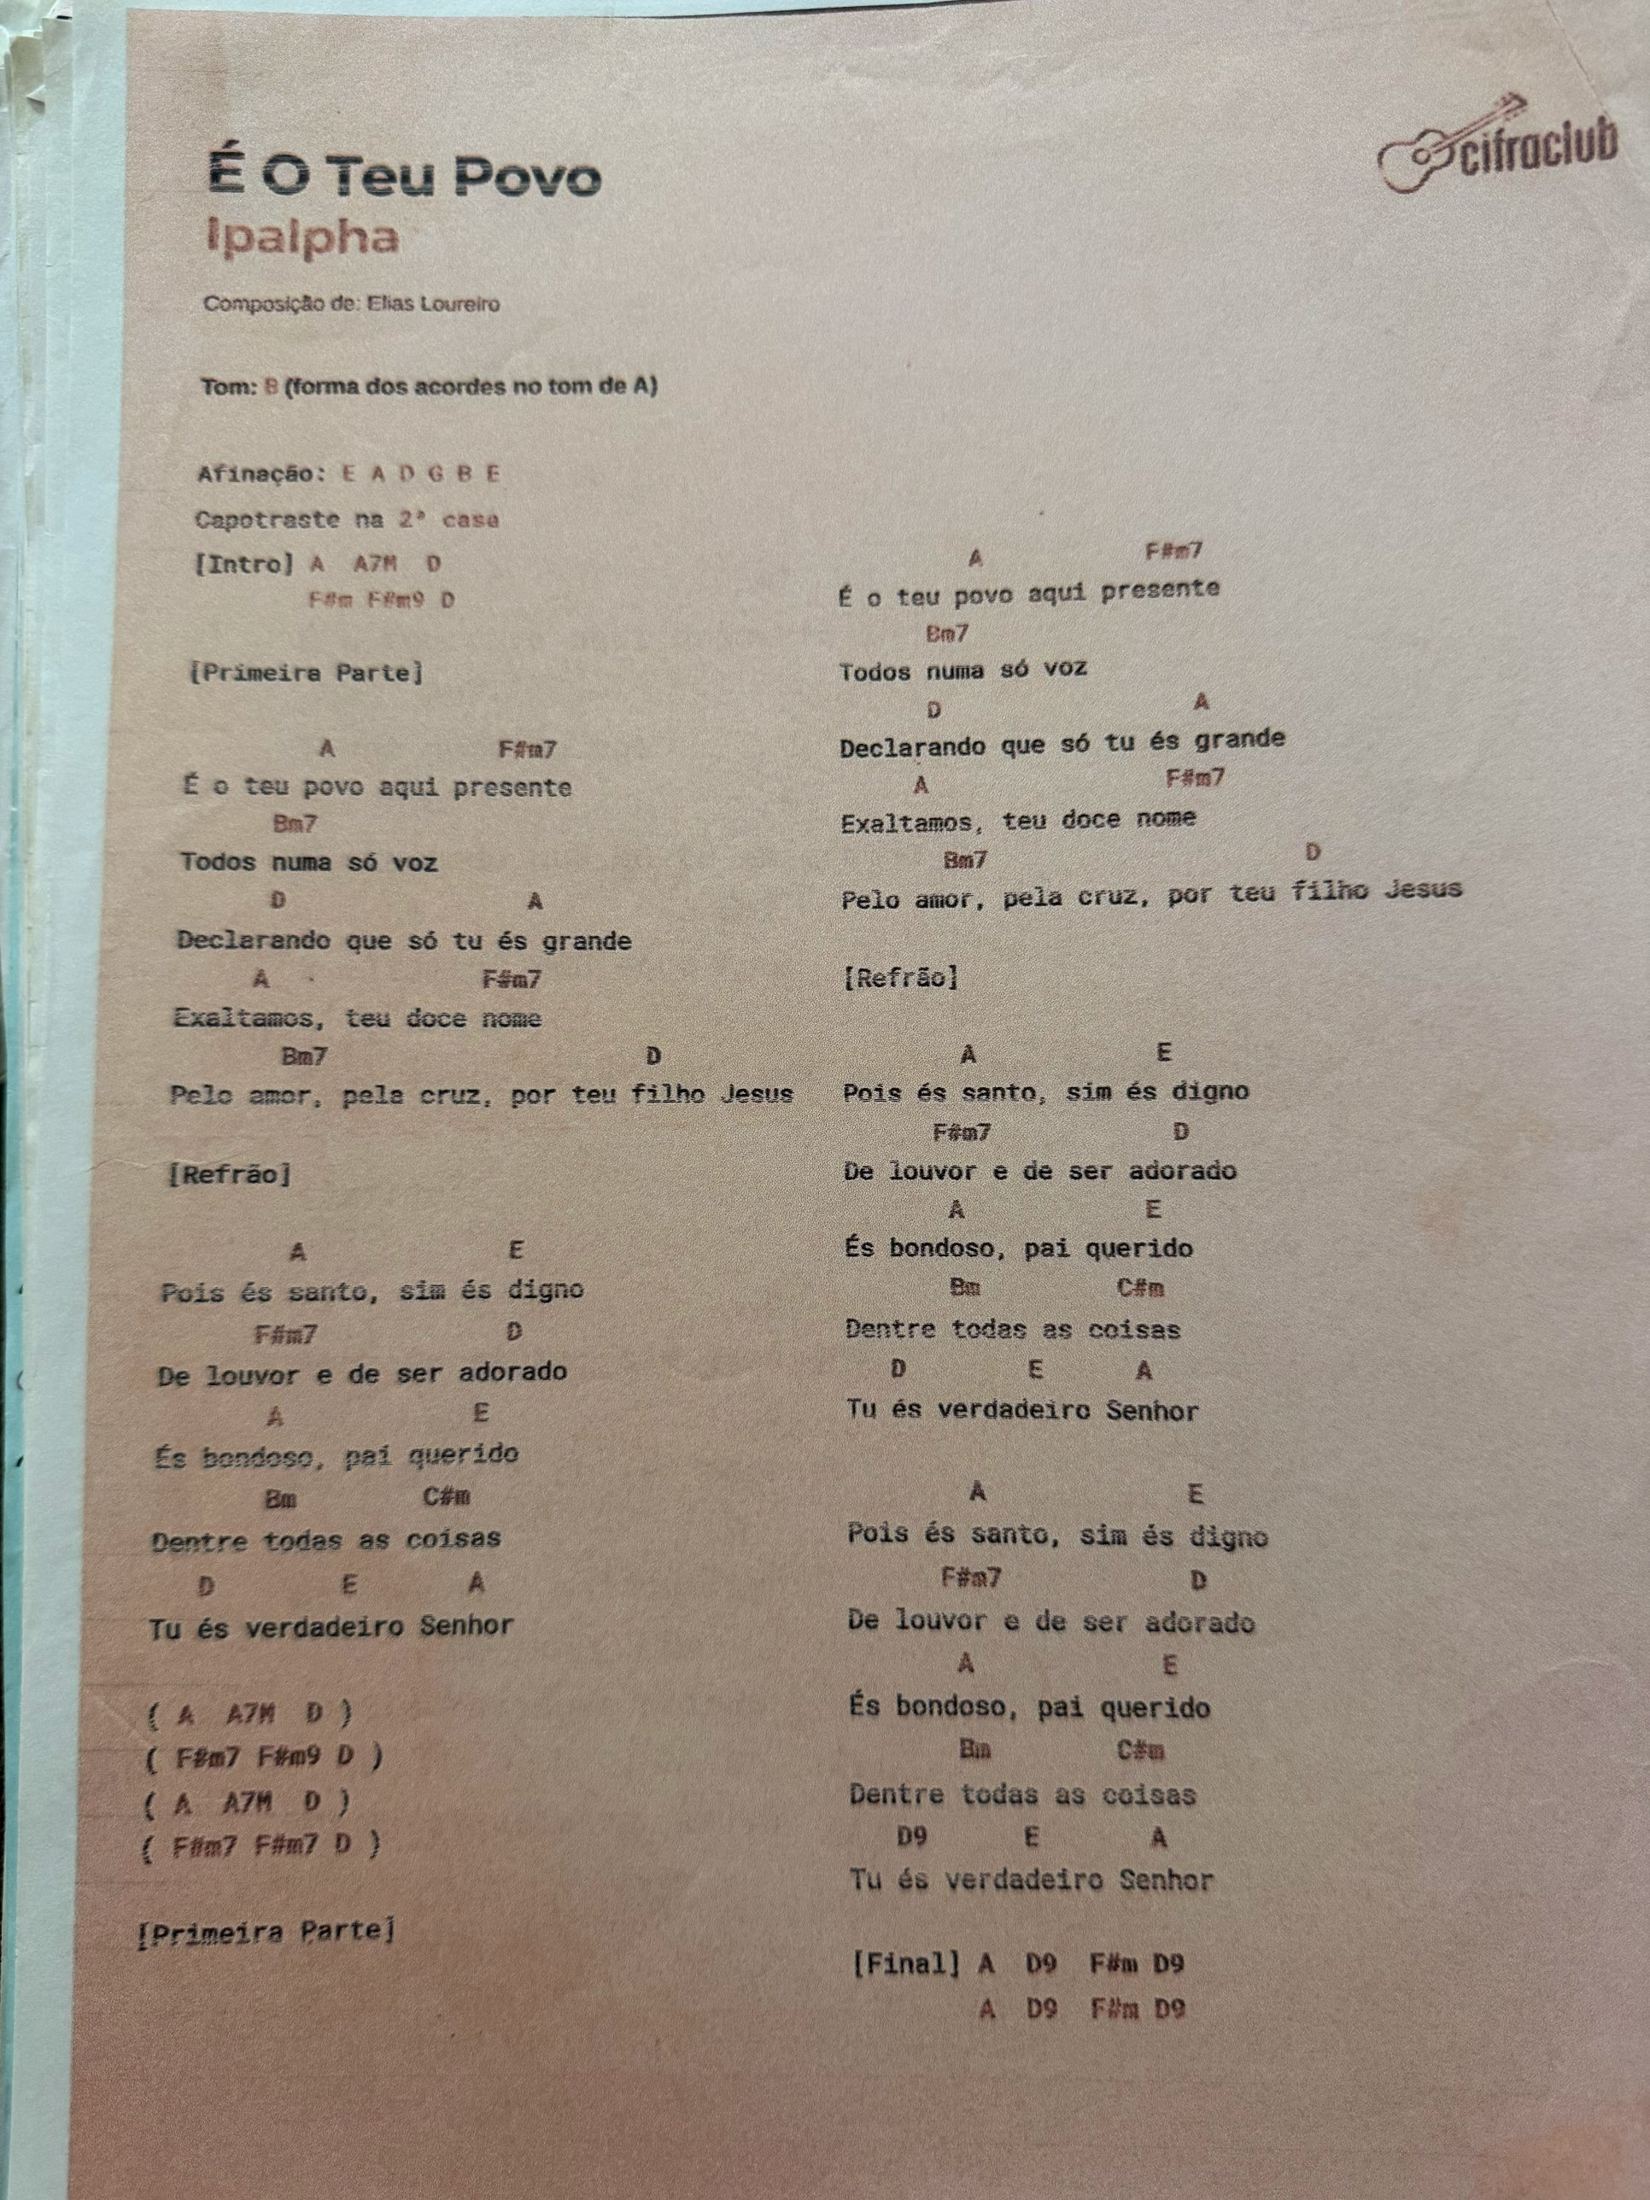 cifraclub
É O Teu Povo
Ipalpha
Composição de: Elias Loureiro
Tom: B (forma dos acordes no tom de A)
Afinação: E A D G B E
Capotraste na 2ª casa
[Intro] A A7M D
F#m F#m9 D
[Primeira Parte]
A F#m7
É o teu povo aqui presente
Bm7
Todos numa só voz
D A
Declarando que só tu és grande
A F#m7
Exaltamos, teu doce nome
Bm7 D
Pelo amor, pela cruz, por teu filho Jesus
[Refrão]
A E
Pois és santo, sim és digno
F#m7 D
De louvor e de ser adorado
A E
És bondoso, pai querido
Bm C#m
Dentre todas as coisas
D E A
Tu és verdadeiro Senhor
( A A7M D )
( F#m7 F#m9 D )
( A A7M D )
( F#m7 F#m7 D )
[Primeira Parte]
A F#m7
É o teu povo aqui presente
Bm7
Todos numa só voz
D A
Declarando que só tu és grande
A F#m7
Exaltamos, teu doce nome
Bm7 D
Pelo amor, pela cruz, por teu filho Jesus
[Refrão]
A E
Pois és santo, sim és digno
F#m7 D
De louvor e de ser adorado
A E
És bondoso, pai querido
Bm C#m
Dentre todas as coisas
D E A
Tu és verdadeiro Senhor
A E
Pois és santo, sim és digno
F#m7 D
De louvor e de ser adorado
A E
És bondoso, pai querido
Bm C#m
Dentre todas as coisas
D9 E A
Tu és verdadeiro Senhor
[Final] A D9 F#m D9
A D9 F#m D9